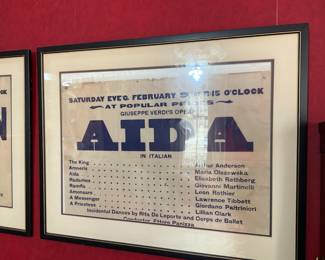 SATURDAY EVE'G, FEBRUARY O'CLOCK
AT POPULAR PRICES
GIUSEPPE VERDI'S OPERA
AIDA
IN ITALIAN
The King Arthur Anderson
Amneris Maria Olszewska
Aida Elisabeth Rethberg
Radames Giovanni Martinelli
Ramfis Leon Rothier
Amonasro Lawrence Tibbett
A Messenger Giordano Paltrinieri
A Priestess Lillian Clark
Incidental Dances by Rita De Leporte and Corps de Ballet
Conductor, Ettore Panizza